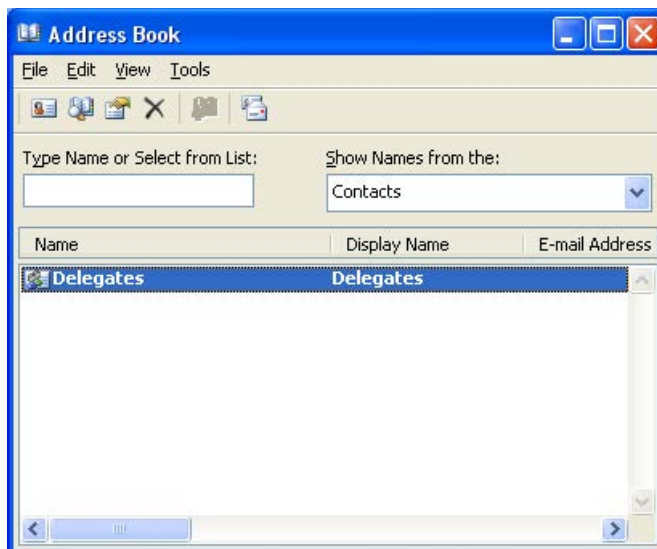 Address Book
File Edit View Tools
Type Name or Select from List: Show Names from the:
Contacts
Name Display Name E-mail Address
Delegates Delegates